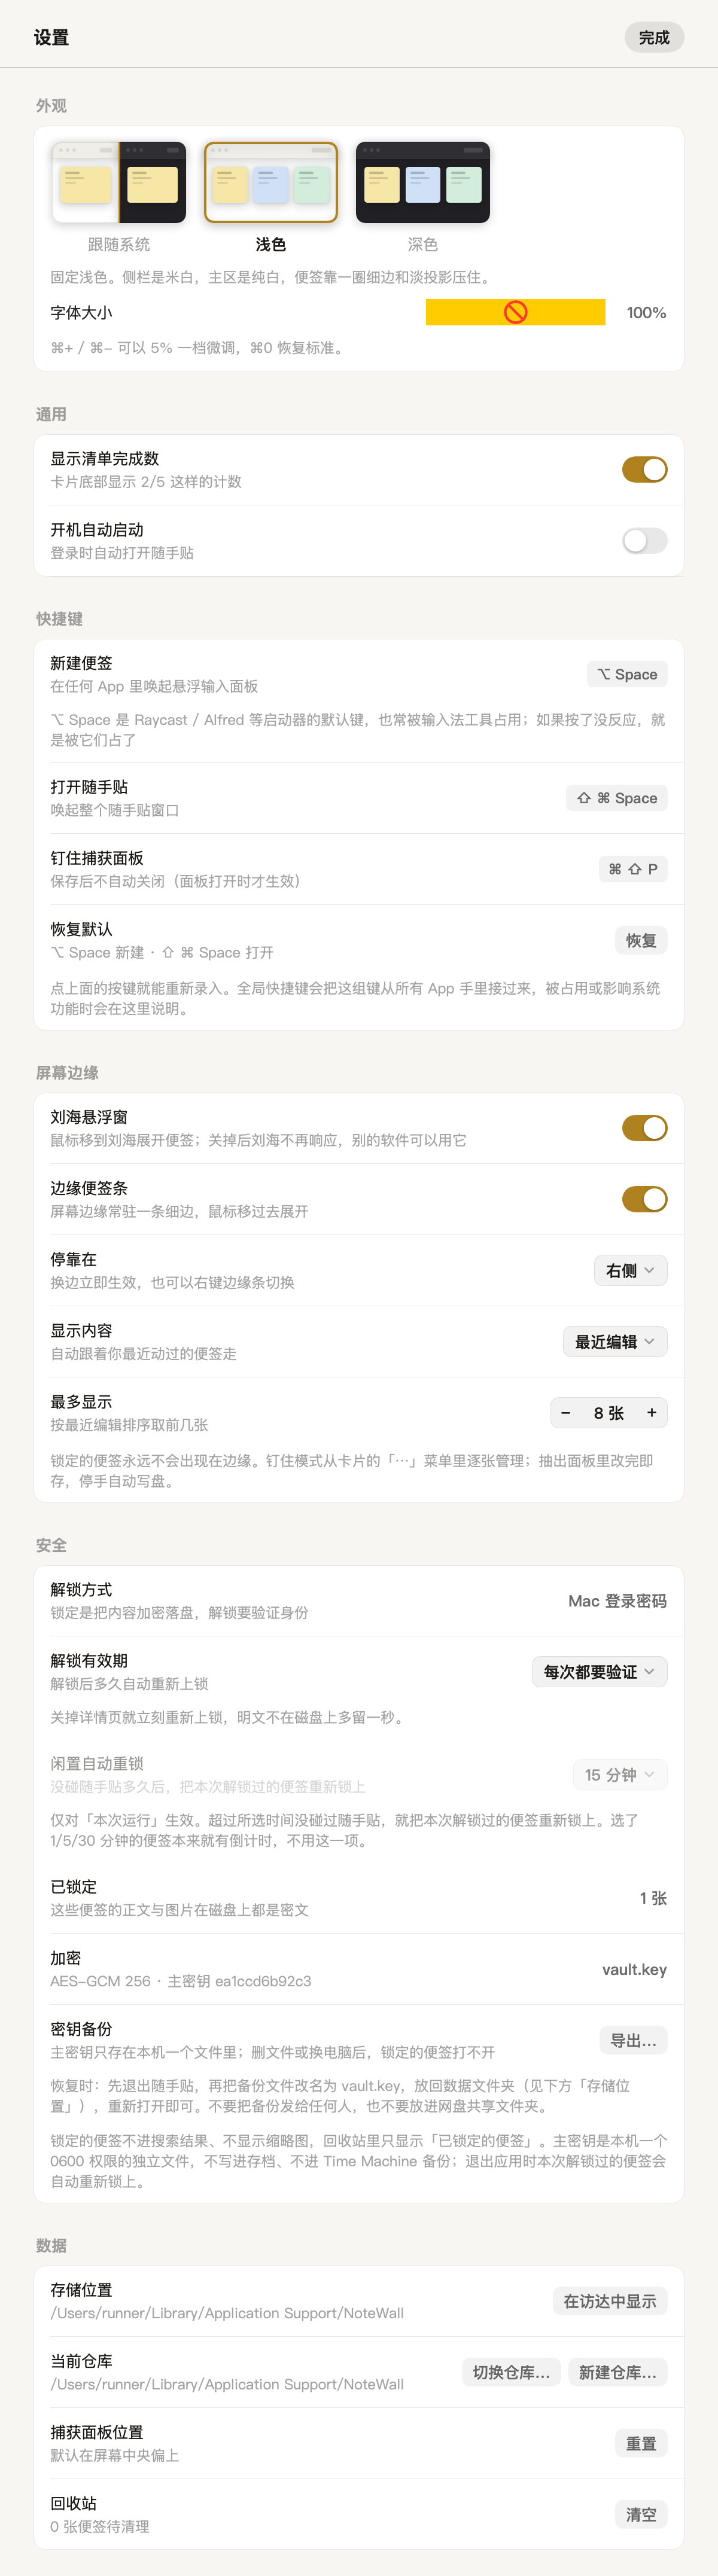 设置
完成
外观
跟随系统
浅色
深色
固定浅色。侧栏是米白，主区是纯白，便签靠一圈细边和淡投影压住。
字体大小
100%
⌘+ / ⌘− 可以 5% 一档微调，⌘0 恢复标准。
通用
显示清单完成数
卡片底部显示 2/5 这样的计数
开机自动启动
登录时自动打开随手贴
快捷键
新建便签
在任何 App 里唤起悬浮输入面板
⌥ Space
⌥ Space 是 Raycast / Alfred 等启动器的默认键，也常被输入法工具占用；如果按了没反应，就
是被它们占了
打开随手贴
唤起整个随手贴窗口
⇧ ⌘ Space
钉住捕获面板
保存后不自动关闭（面板打开时才生效）
⌘ ⇧ P
恢复默认
⌥ Space 新建 · ⇧ ⌘ Space 打开
恢复
点上面的按键就能重新录入。全局快捷键会把这组键从所有 App 手里接过来，被占用或影响系统
功能时会在这里说明。
屏幕边缘
刘海悬浮窗
鼠标移到刘海展开便签；关掉后刘海不再响应，别的软件可以用它
边缘便签条
屏幕边缘常驻一条细边，鼠标移过去展开
停靠在
换边立即生效，也可以右键边缘条切换
右侧
显示内容
自动跟着你最近动过的便签走
最近编辑
最多显示
按最近编辑排序取前几张
− 8 张 +
锁定的便签永远不会出现在边缘。钉住模式从卡片的「⋯」菜单里逐张管理；抽出面板里改完即
存，停手自动写盘。
安全
解锁方式
锁定是把内容加密落盘，解锁要验证身份
Mac 登录密码
解锁有效期
解锁后多久自动重新上锁
每次都要验证
关掉详情页就立刻重新上锁，明文不在磁盘上多留一秒。
闲置自动重锁
没碰随手贴多久后，把本次解锁过的便签重新锁上
15 分钟
仅对「本次运行」生效。超过所选时间没碰过随手贴，就把本次解锁过的便签重新锁上。选了
1/5/30 分钟的便签本来就有倒计时，不用这一项。
已锁定
这些便签的正文与图片在磁盘上都是密文
1 张
加密
AES-GCM 256 · 主密钥 ea1ccd6b92c3
vault.key
密钥备份
主密钥只存在本机一个文件里；删文件或换电脑后，锁定的便签打不开
导出…
恢复时：先退出随手贴，再把备份文件改名为 vault.key，放回数据文件夹（见下方「存储位
置」），重新打开即可。不要把备份发给任何人，也不要放进网盘共享文件夹。
锁定的便签不进搜索结果、不显示缩略图，回收站里只显示「已锁定的便签」。主密钥是本机一个
0600 权限的独立文件，不写进存档、不进 Time Machine 备份；退出应用时本次解锁过的便签会
自动重新锁上。
数据
存储位置
/Users/runner/Library/Application Support/NoteWall
在访达中显示
当前仓库
/Users/runner/Library/Application Support/NoteWall
切换仓库…
新建仓库…
捕获面板位置
默认在屏幕中央偏上
重置
回收站
0 张便签待清理
清空